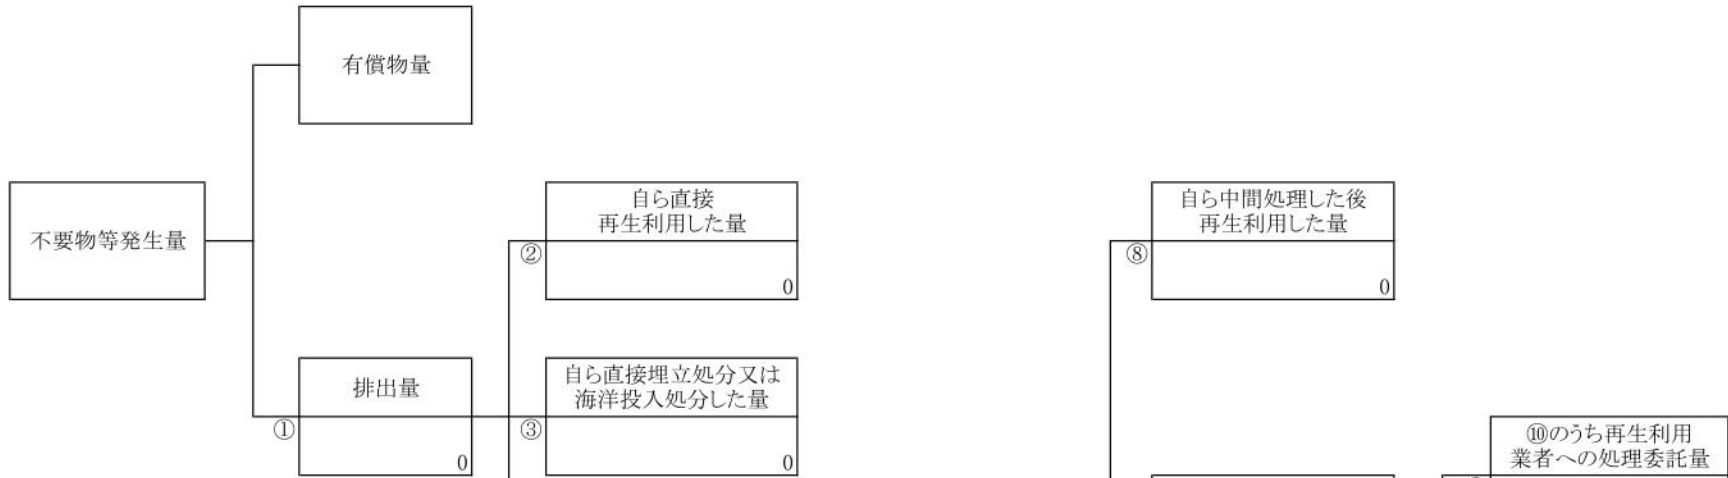 有償物量
不要物等発生量
自ら直接
再生利用した量
②
0
自ら中間処理した後
再生利用した量
⑧
0
排出量
①
0
自ら直接埋立処分又は
海洋投入処分した量
③
0
⑩のうち再生利用
業者への処理委託量